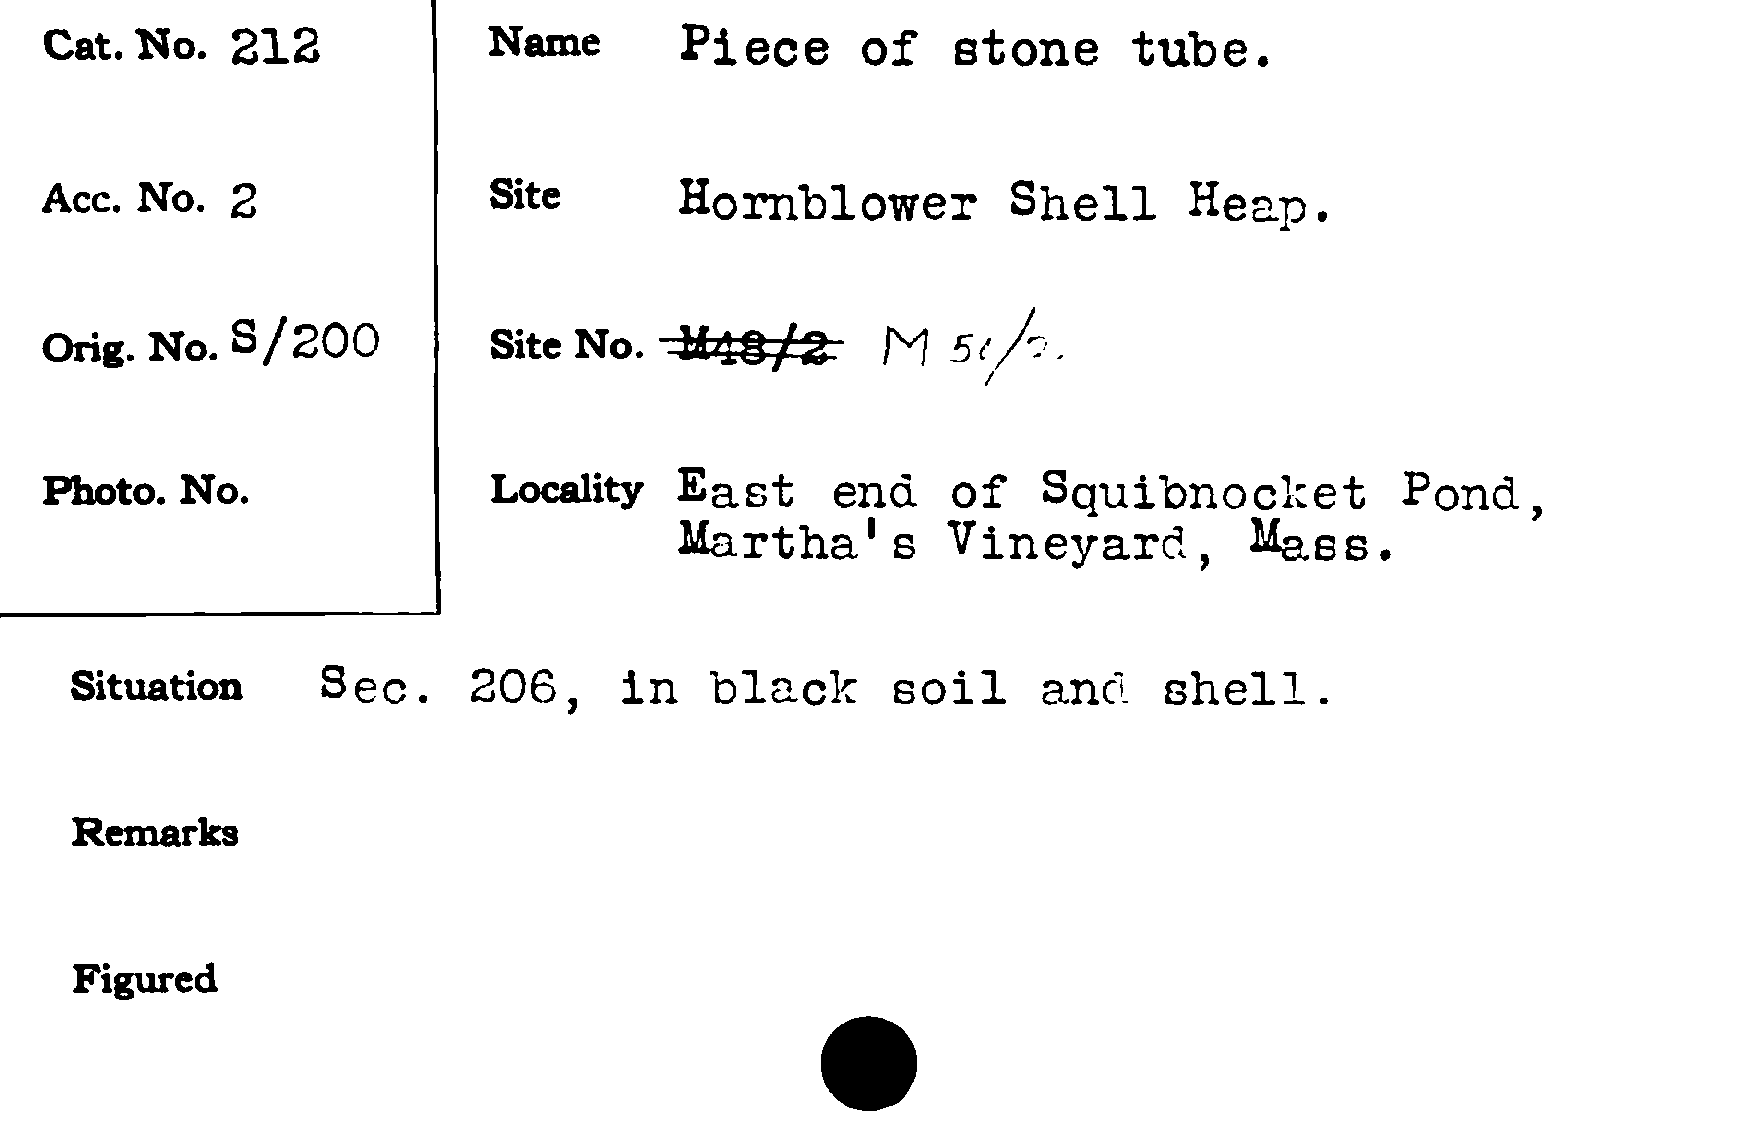 Cat. No. 212
Name Piece of stone tube.
Acc. No. 2
Site Hornblower Shell Heap.
Orig. No. S/200
Site No. M48/2 M
Photo. No.
Locality East end of Squibnocket Pond,
Martha's Vineyard, Mass.
Situation Sec. 206, in black soil and shell.
Remarks
Figured